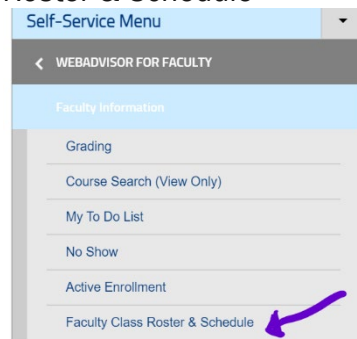 Self-Service Menu
WEBADVISOR FOR FACULTY
Faculty Information
Grading
Course Search (View Only)
My To Do List
No Show
Active Enrollment
Faculty Class Roster & Schedule